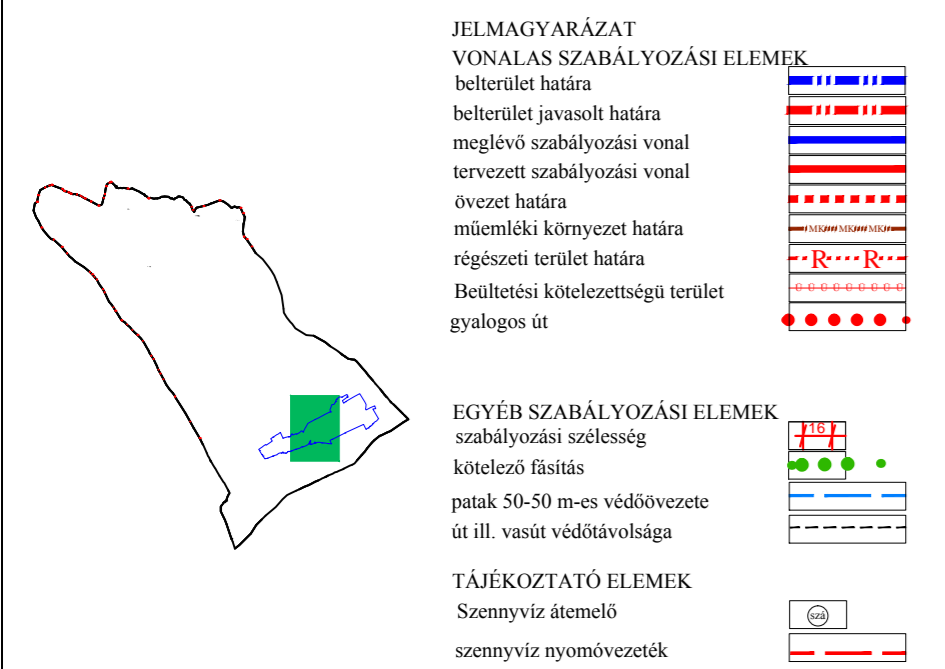 JELMAGYARÁZAT
VONALAS SZABÁLYOZÁSI ELEMEK
belterület határa
belterület javasolt határa
meglévő szabályozási vonal
tervezett szabályozási vonal
övezet határa
műemléki környezet határa MK MK MK
régészeti terület határa R R
Beültetési kötelezettségü terület
gyalogos út
EGYÉB SZABÁLYOZÁSI ELEMEK
szabályozási szélesség 16
kötelező fásítás
patak 50-50 m-es védőövezete
út ill. vasút védőtávolsága
TÁJÉKOZTATÓ ELEMEK
Szennyvíz átemelő szá
szennyvíz nyomóvezeték